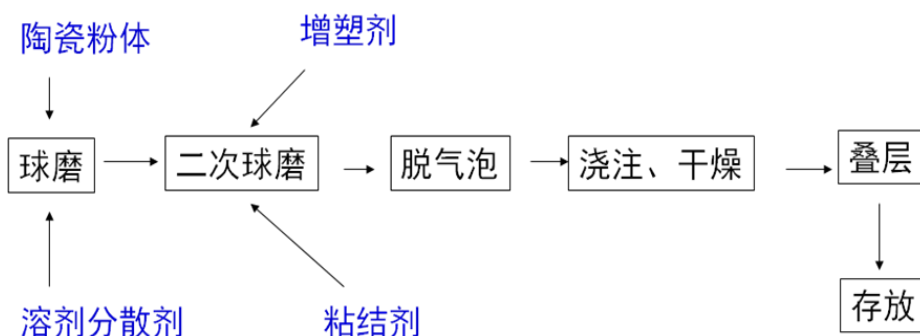 陶瓷粉体
增塑剂
球磨
二次球磨
脱气泡
浇注、干燥
叠层
溶剂分散剂
粘结剂
存放